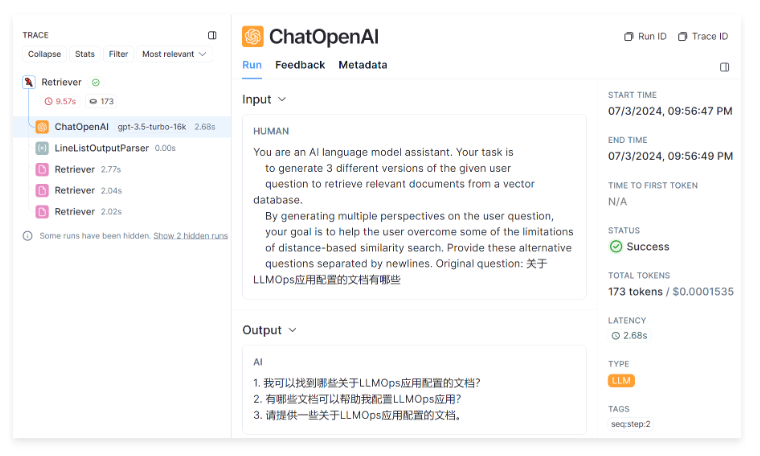 TRACE
Collapse Stats Filter Most relevant
Retriever
9.57s 173
ChatOpenAI gpt-3.5-turbo-16k 2.68s
LineListOutputParser 0.00s
Retriever 2.77s
Retriever 2.04s
Retriever 2.02s
Some runs have been hidden. Show 2 hidden runs
ChatOpenAI
Run ID Trace ID
Run Feedback Metadata
Input
HUMAN
You are an AI language model assistant. Your task is
to generate 3 different versions of the given user
question to retrieve relevant documents from a vector
database.
By generating multiple perspectives on the user question,
your goal is to help the user overcome some of the limitations
of distance-based similarity search. Provide these alternative
questions separated by newlines. Original question: 关于
LLMOps应用配置的文档有哪些
Output
AI
1. 我可以找到哪些关于LLMOps应用配置的文档?
2. 有哪些文档可以帮助我配置LLMOps应用?
3. 请提供一些关于LLMOps应用配置的文档。
START TIME
07/3/2024, 09:56:47 PM
END TIME
07/3/2024, 09:56:49 PM
TIME TO FIRST TOKEN
N/A
STATUS
Success
TOTAL TOKENS
173 tokens / $0.0001535
LATENCY
2.68s
TYPE
LLM
TAGS
seq:step:2